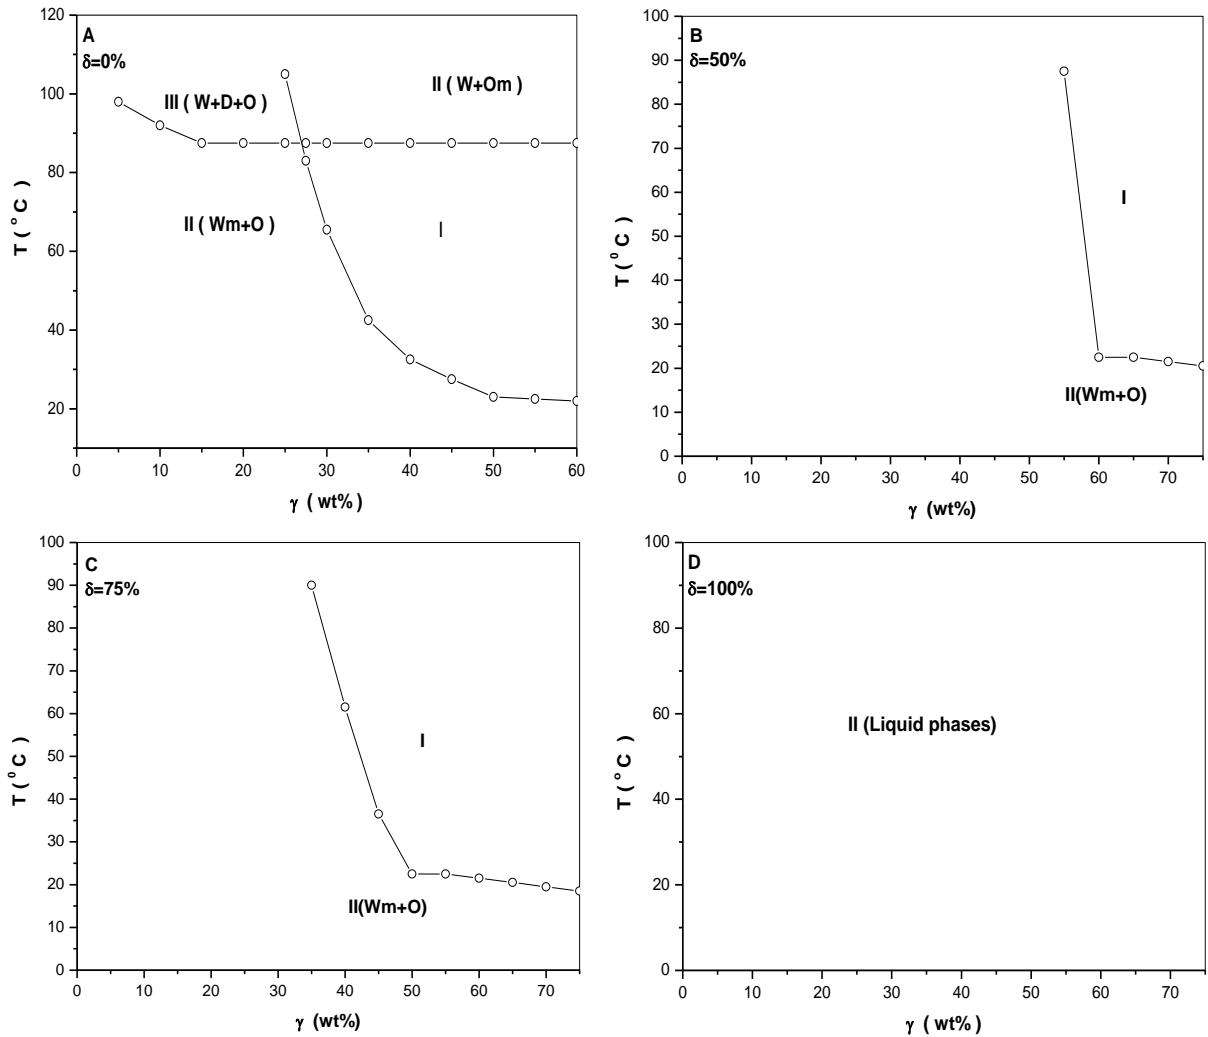 A
δ=0%
II ( W+Om )
III ( W+D+O )
II ( Wm+O )
I
120
100
80
60
40
20
0 10 20 30 40 50 60
T ( °C )
γ ( wt%)
B
δ=50%
I
II(Wm+O)
100
90
80
70
60
50
40
30
20
10
0
0 10 20 30 40 50 60 70
T ( ⁰C )
γ (wt%)
C
δ=75%
I
II(Wm+O)
100
90
80
70
60
50
40
30
20
10
0
0 10 20 30 40 50 60 70
T ( ⁰C )
γ (wt%)
D
δ=100%
II (Liquid phases)
100
80
60
40
20
0
0 10 20 30 40 50 60 70
T ( °C )
γ ( wt%)